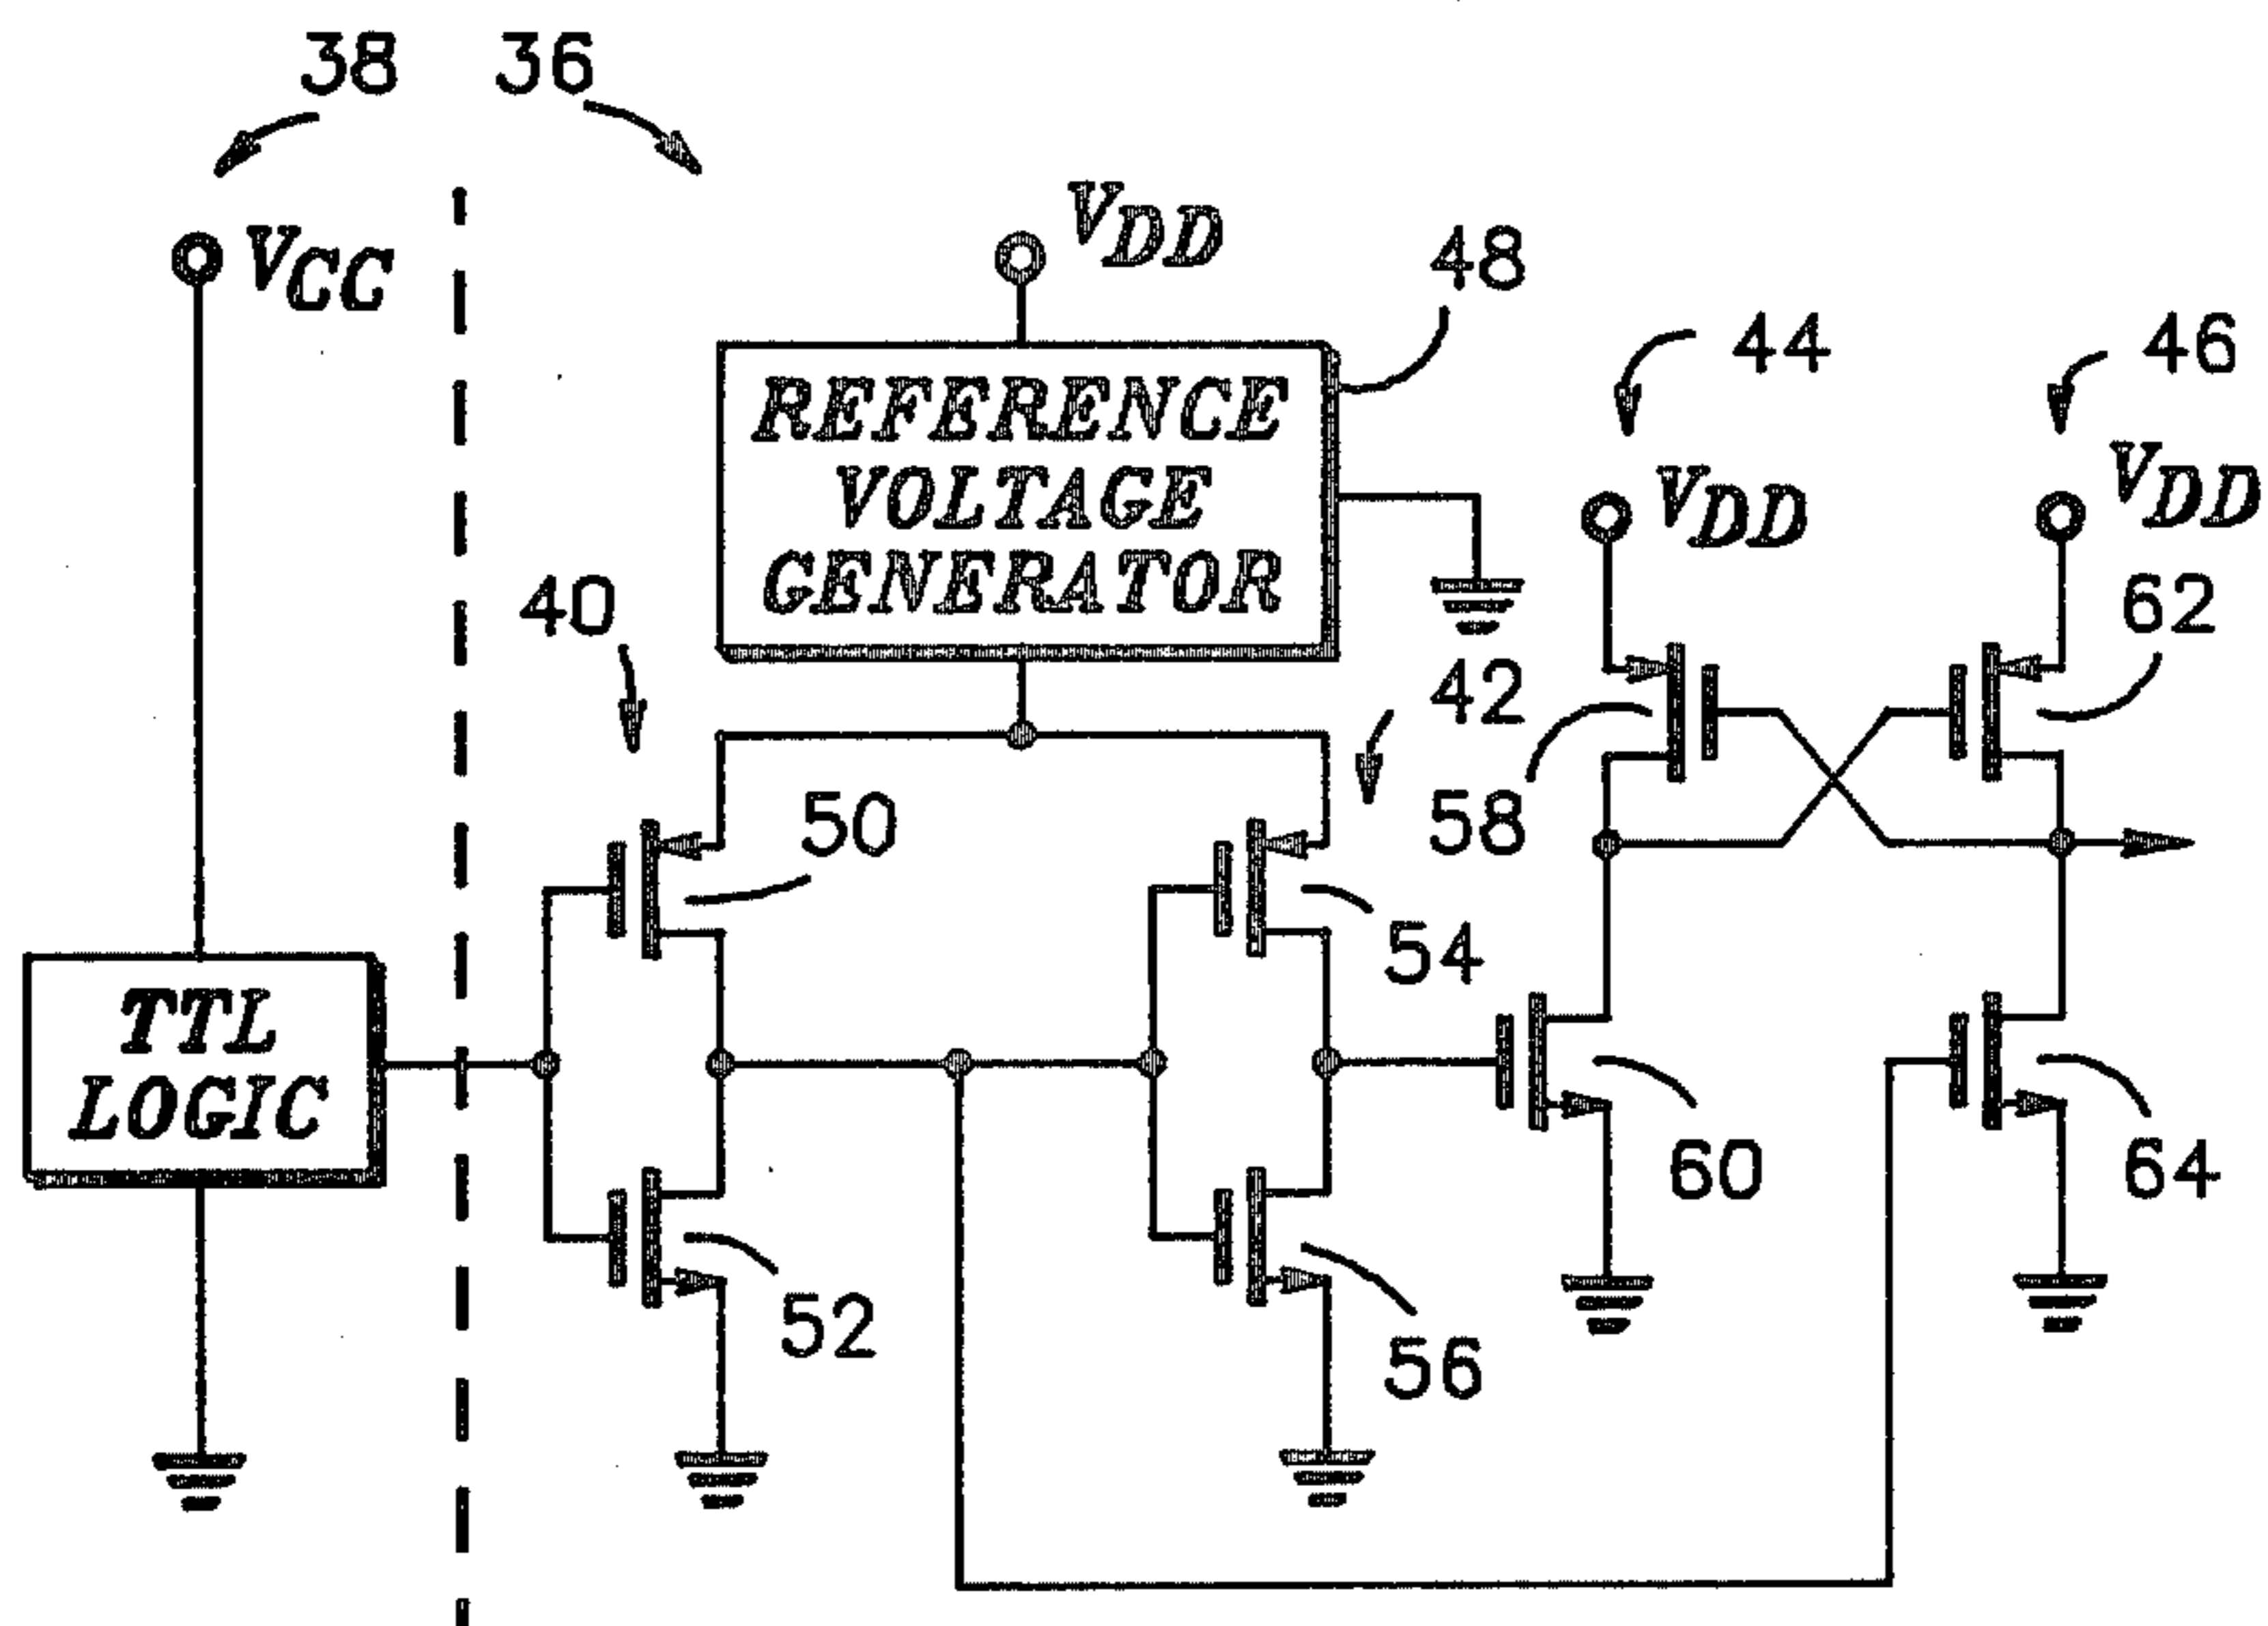 38
36
VCC
VDD
48
44
46
REFERENCE
VOLTAGE
GENERATOR
VDD
VDD
40
62
42
50
58
54
TTL
LOGIC
60
64
52
56